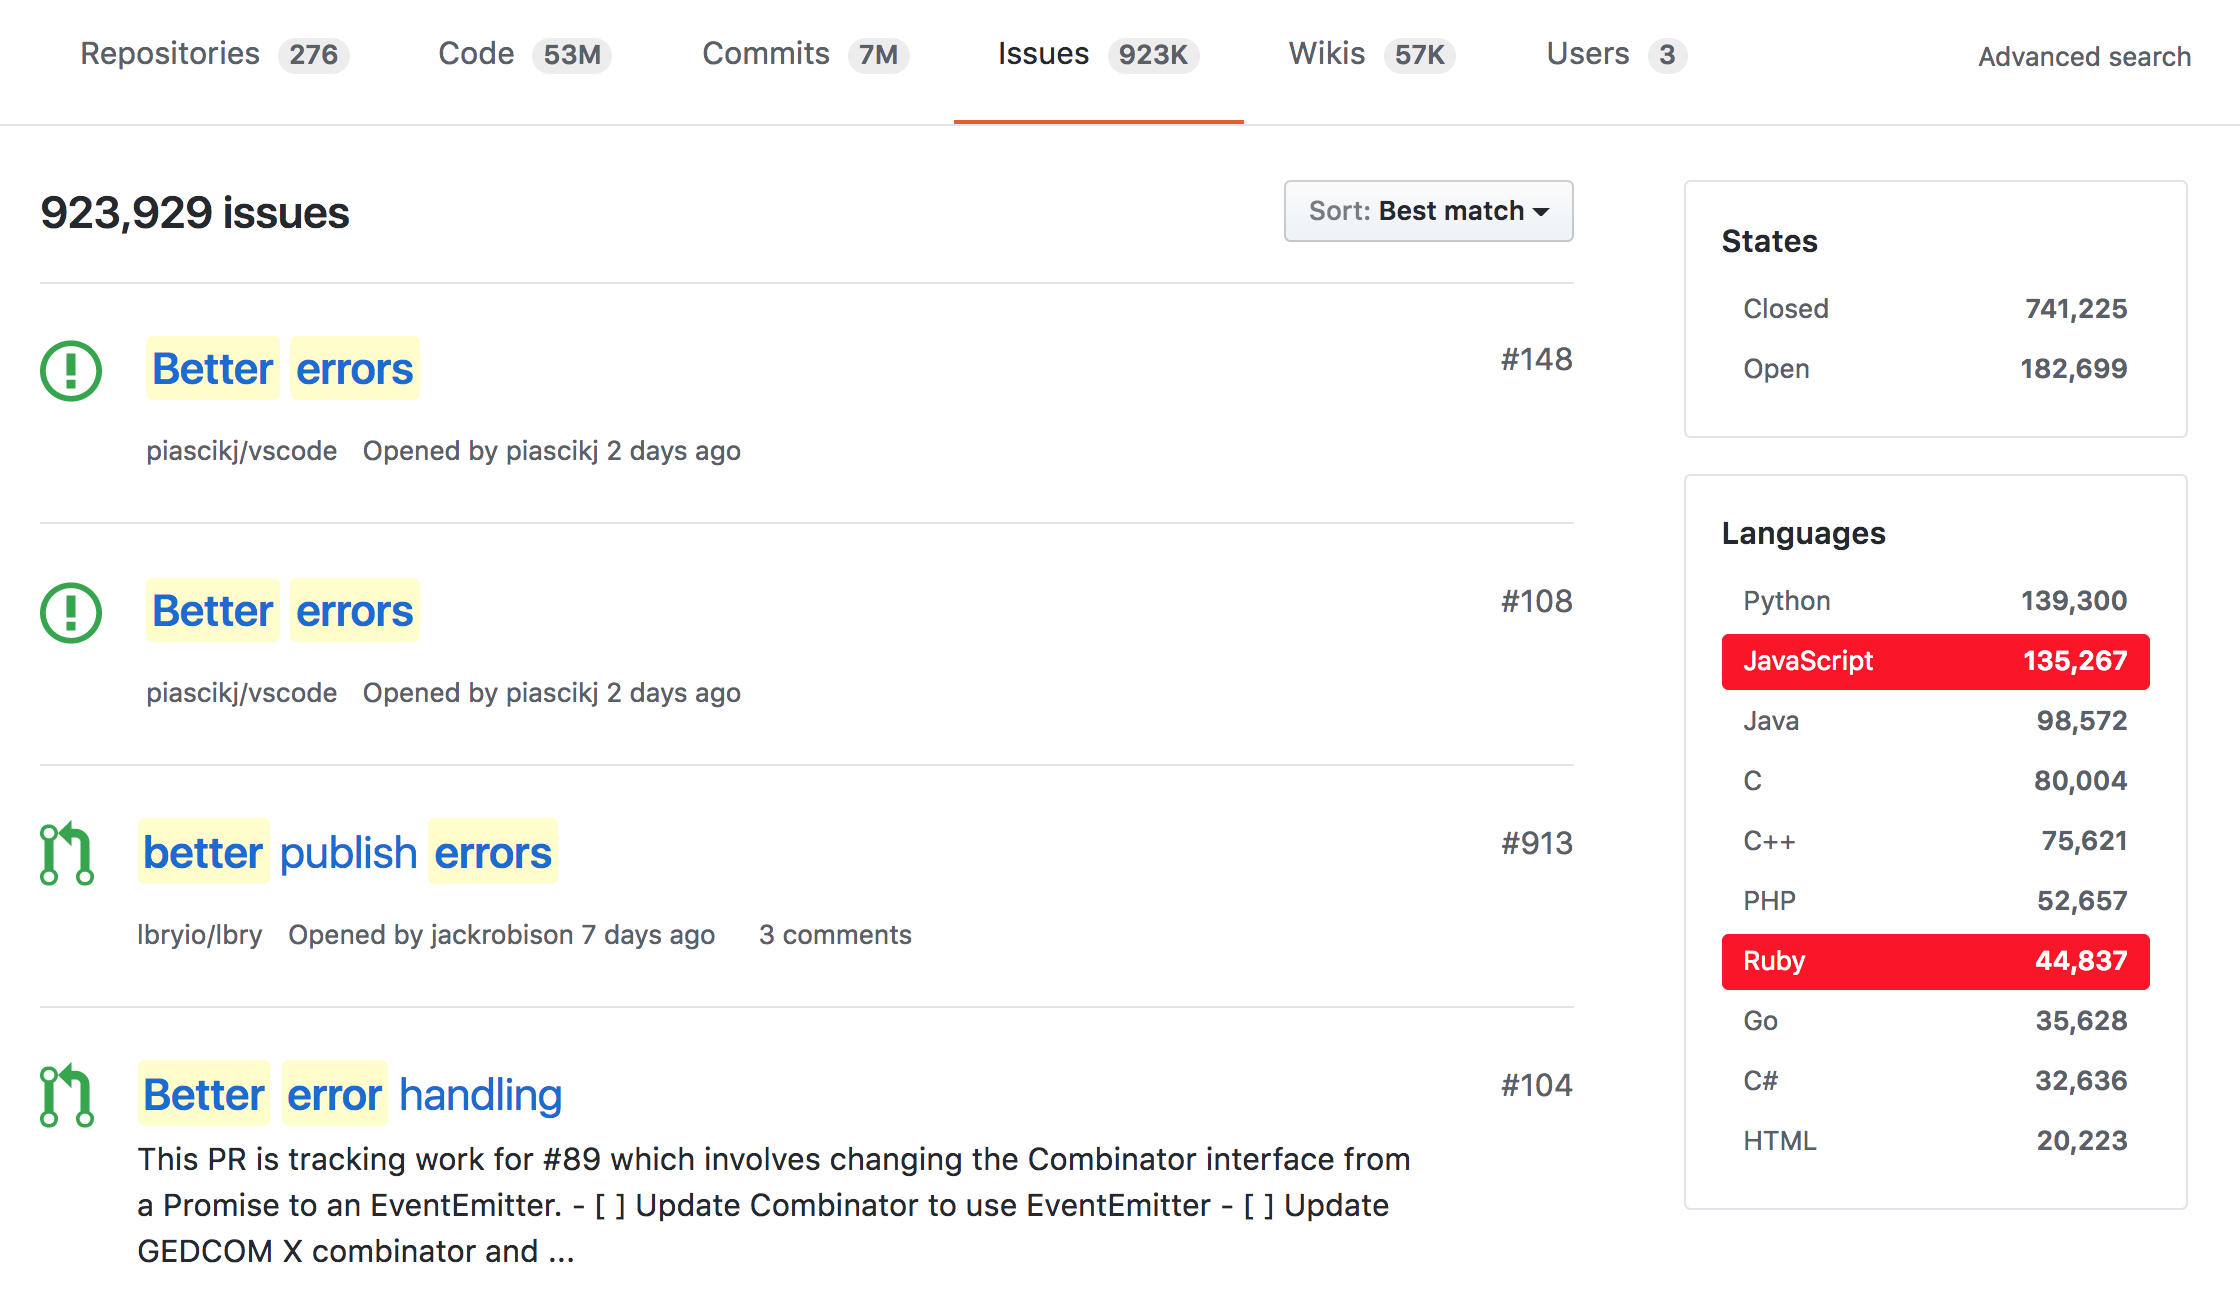 Repositories 276 Code 53M Commits 7M Issues 923K Wikis 57K Users 3 Advanced search
923,929 issues
Sort: Best match
Better errors #148
piascikj/vscode Opened by piascikj 2 days ago
Better errors #108
piascikj/vscode Opened by piascikj 2 days ago
better publish errors #913
lbryio/lbry Opened by jackrobison 7 days ago 3 comments
Better error handling #104
This PR is tracking work for #89 which involves changing the Combinator interface from
a Promise to an EventEmitter. - [ ] Update Combinator to use EventEmitter - [ ] Update
GEDCOM X combinator and ...
States
Closed 741,225
Open 182,699
Languages
Python 139,300
JavaScript 135,267
Java 98,572
C 80,004
C++ 75,621
PHP 52,657
Ruby 44,837
Go 35,628
C# 32,636
HTML 20,223